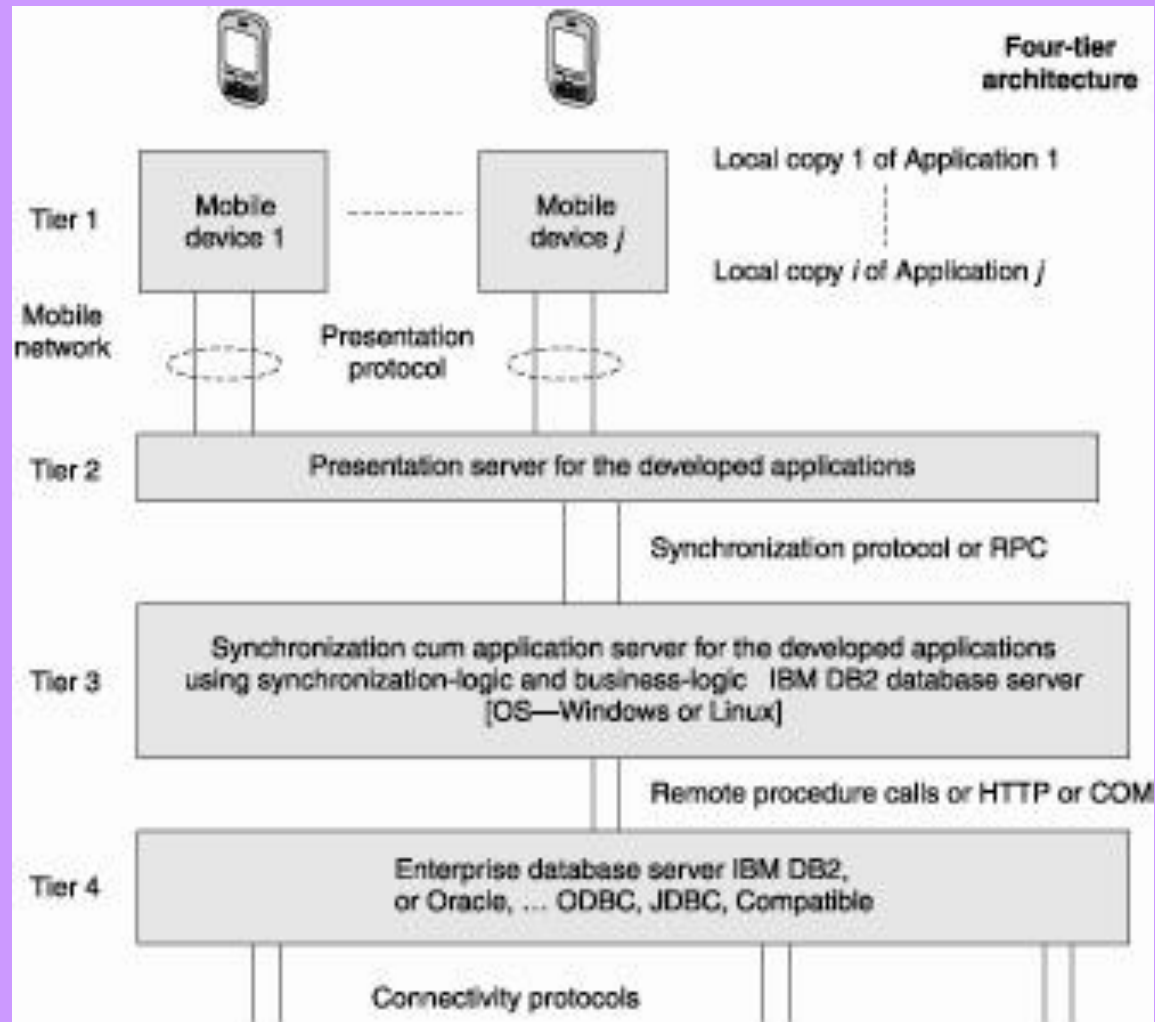 Four-tier
architecture
Local copy 1 of Application 1
Tier 1
Mobile
device 1
Mobile
device j
Local copy i of Application j
Mobile
network
Presentation
protocol
Tier 2
Presentation server for the developed applications
Synchronization protocol or RPC
Tier 3
Synchronization cum application server for the developed applications
using synchronization-logic and business-logic IBM DB2 database server
[OS—Windows or Linux]
Remote procedure calls or HTTP or COM
Tier 4
Enterprise database server IBM DB2,
or Oracle, ... ODBC, JDBC, Compatible
Connectivity protocols